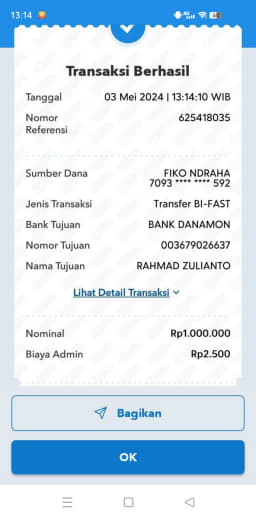 13:14
Transaksi Berhasil
Tanggal 03 Mei 2024 | 13:14:10 WIB
Nomor Referensi 625418035
Sumber Dana FIKO NDRAHA
7093 **** **** 592
Jenis Transaksi Transfer BI-FAST
Bank Tujuan BANK DANAMON
Nomor Tujuan 003679026637
Nama Tujuan RAHMAD ZULIANTO
Lihat Detail Transaksi
Nominal Rp1.000.000
Biaya Admin Rp2.500
Bagikan
OK